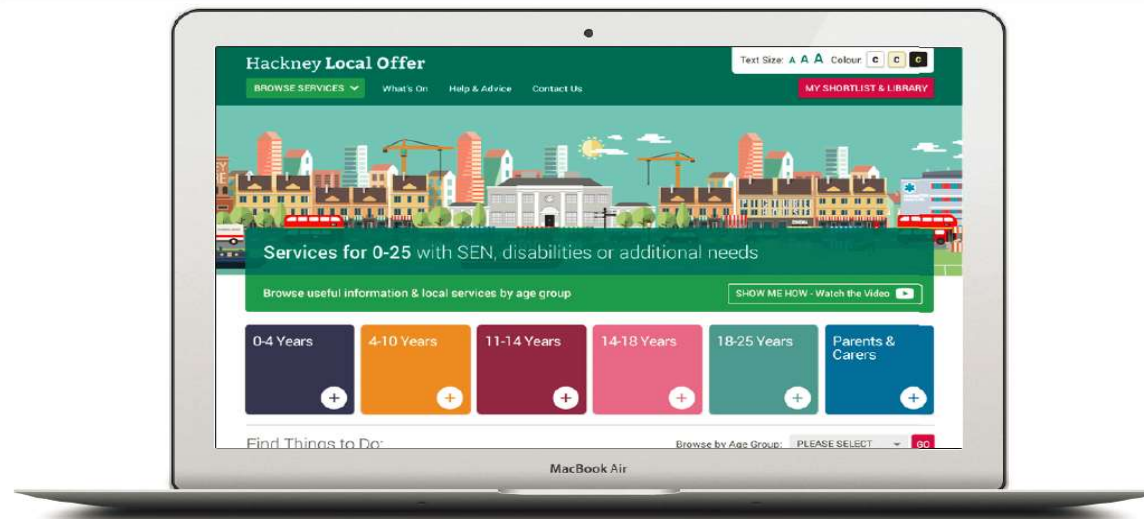 Hackney Local Offer
Text Size: A A A Colour: C C C
BROWSE SERVICES What's On Help & Advice Contact Us
MY SHORTLIST & LIBRARY
Services for 0-25 with SEN, disabilities or additional needs
Browse useful information & local services by age group
SHOW ME HOW - Watch the Video
0-4 Years
4-10 Years
11-14 Years
14-18 Years
18-25 Years
Parents &
Carers
Find Things to Do:
Browse by Age Group: PLEASE SELECT GO
MacBook Air